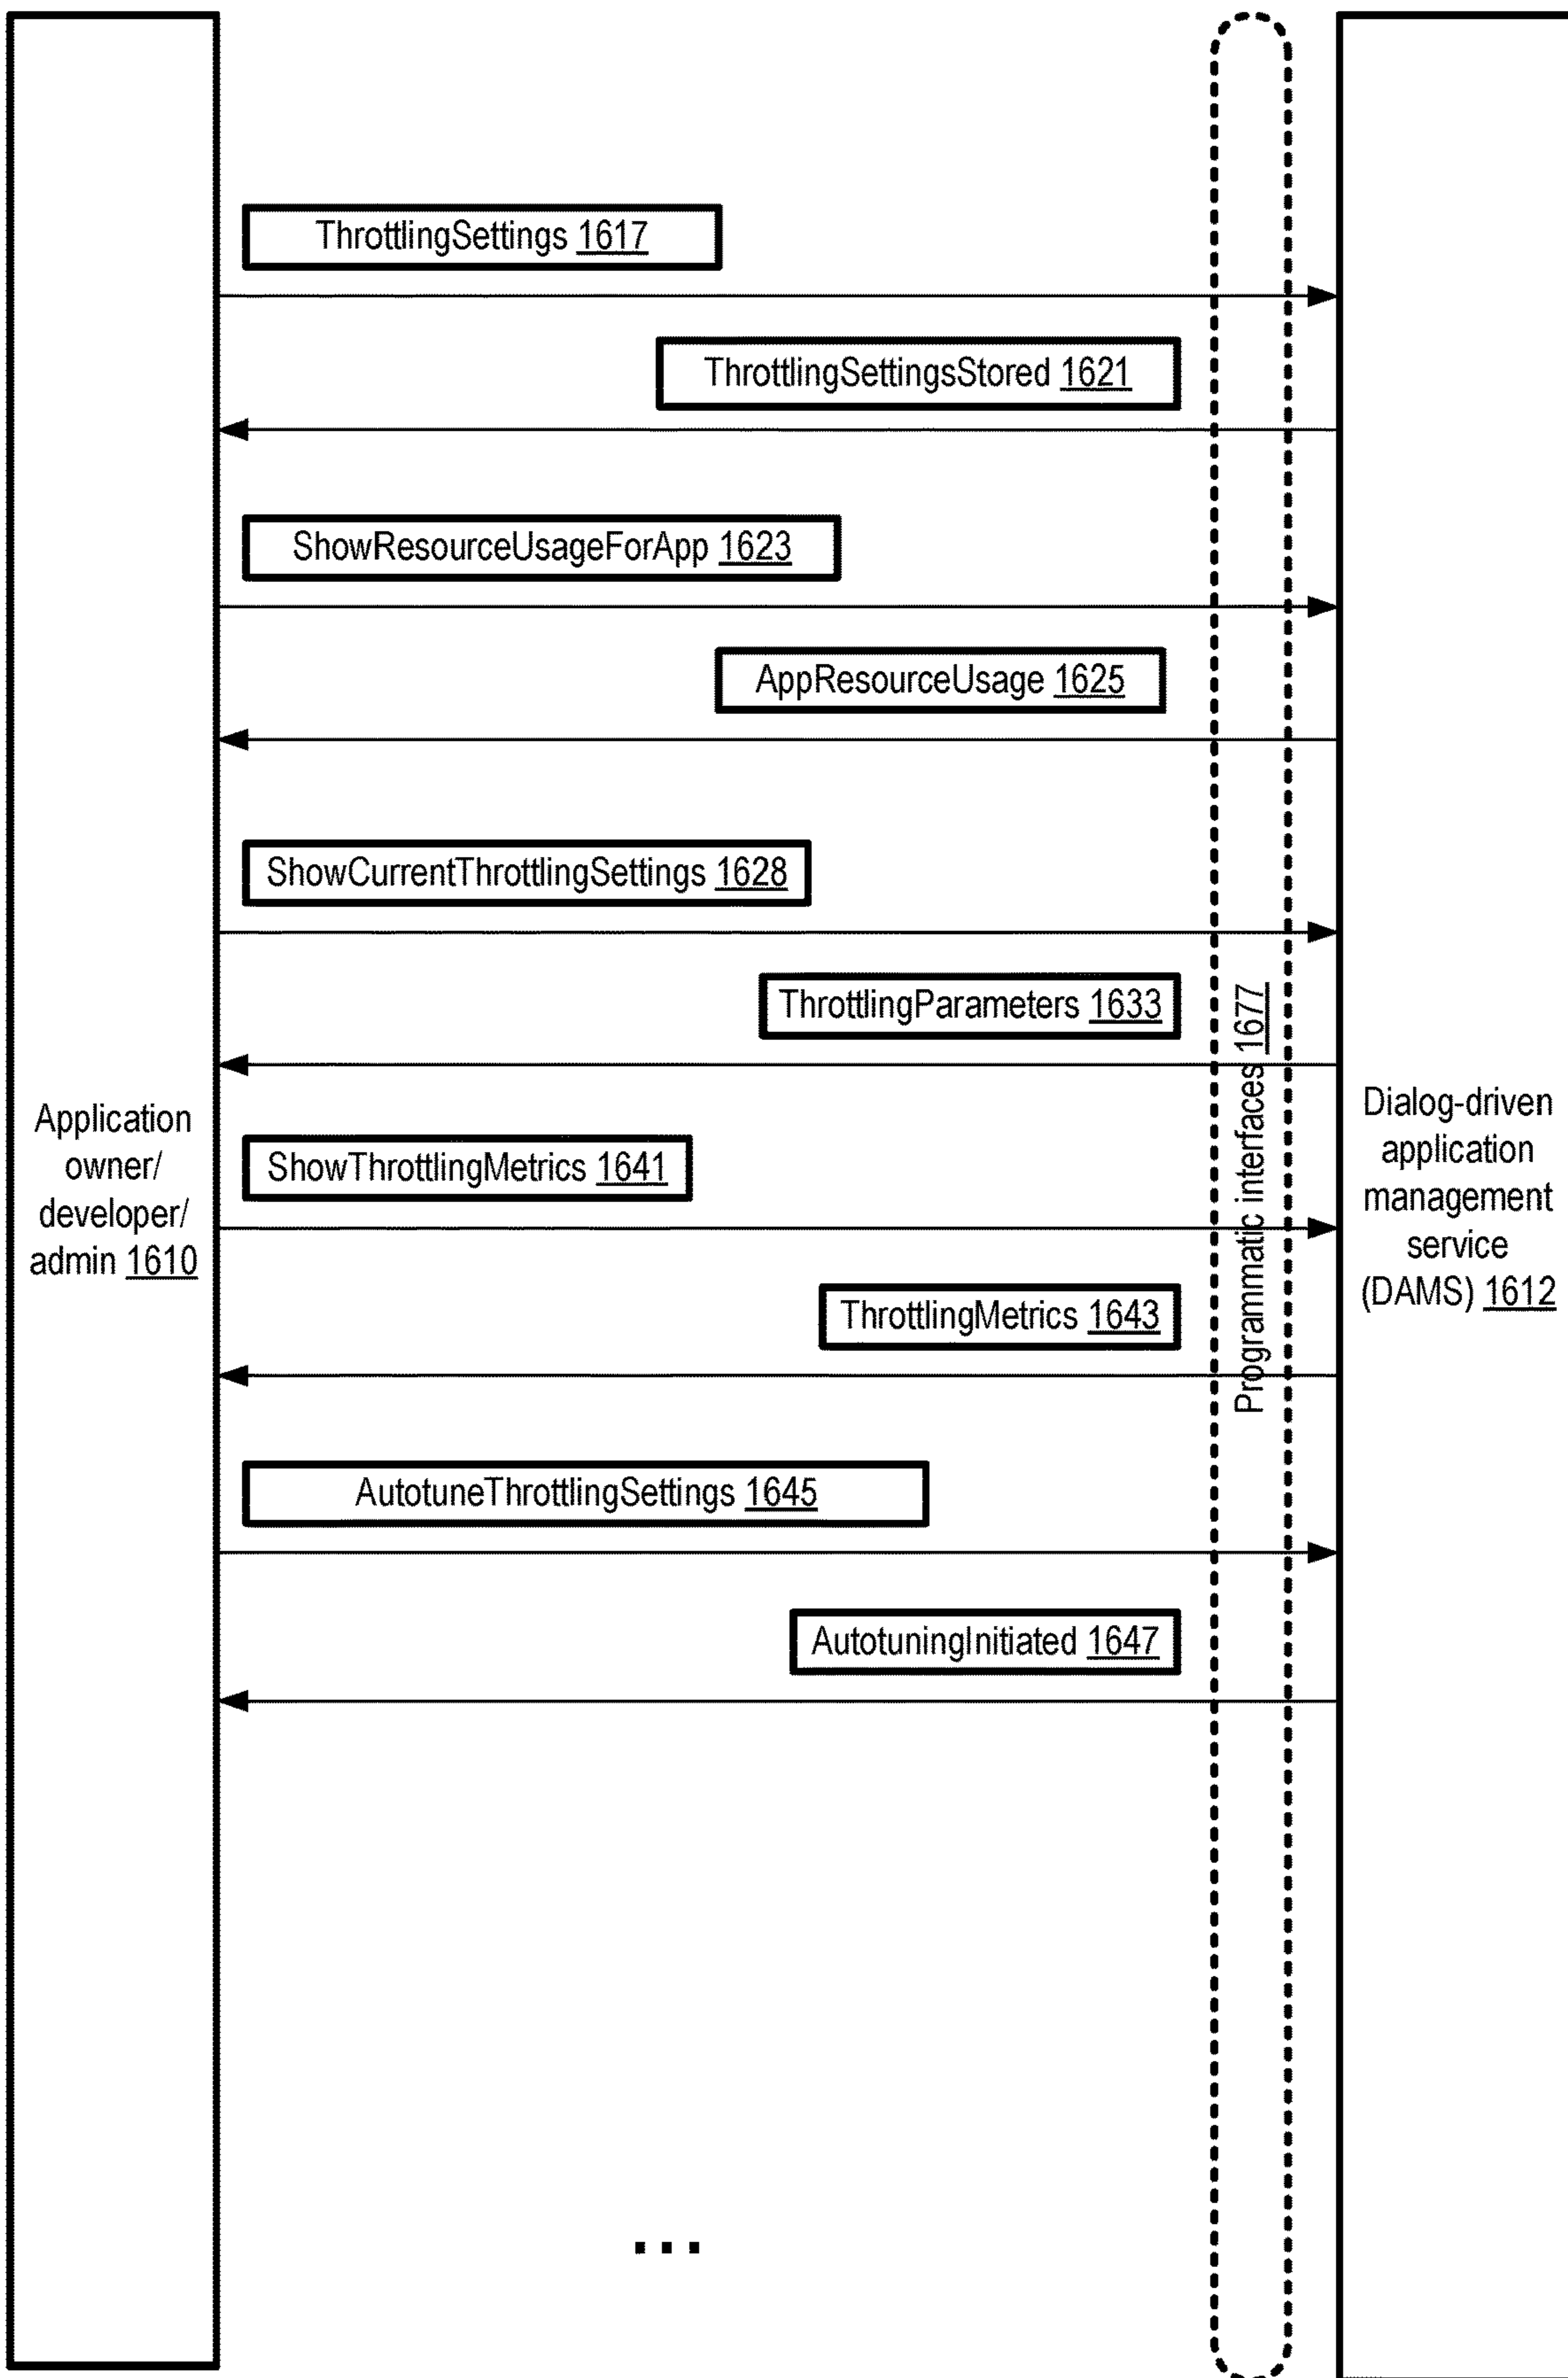 ThrottlingSettings 1617
ThrottlingSettingsStored 1621
ShowResourceUsageForApp 1623
AppResourceUsage 1625
ShowCurrentThrottlingSettings 1628
ThrottlingParameters 1633
Application
owner/
developer/
admin 1610
ShowThrottlingMetrics 1641
ThrottlingMetrics 1643
AutotuneThrottlingSettings 1645
AutotuningInitiated 1647
Programmatic interfaces 1677
Dialog-driven
application
management
service
(DAMS) 1612
...